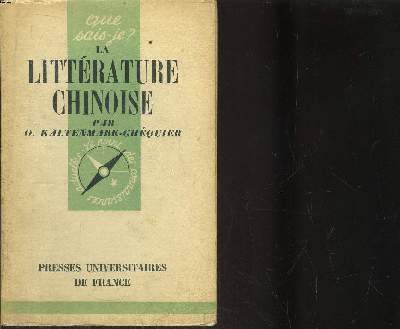 que
sais-je?
LA
LITTÉRATURE
CHINOISE
PAR
O. KALTENMARK-GHÉQUIER
PRESSES UNIVERSITAIRES
DE FRANCE